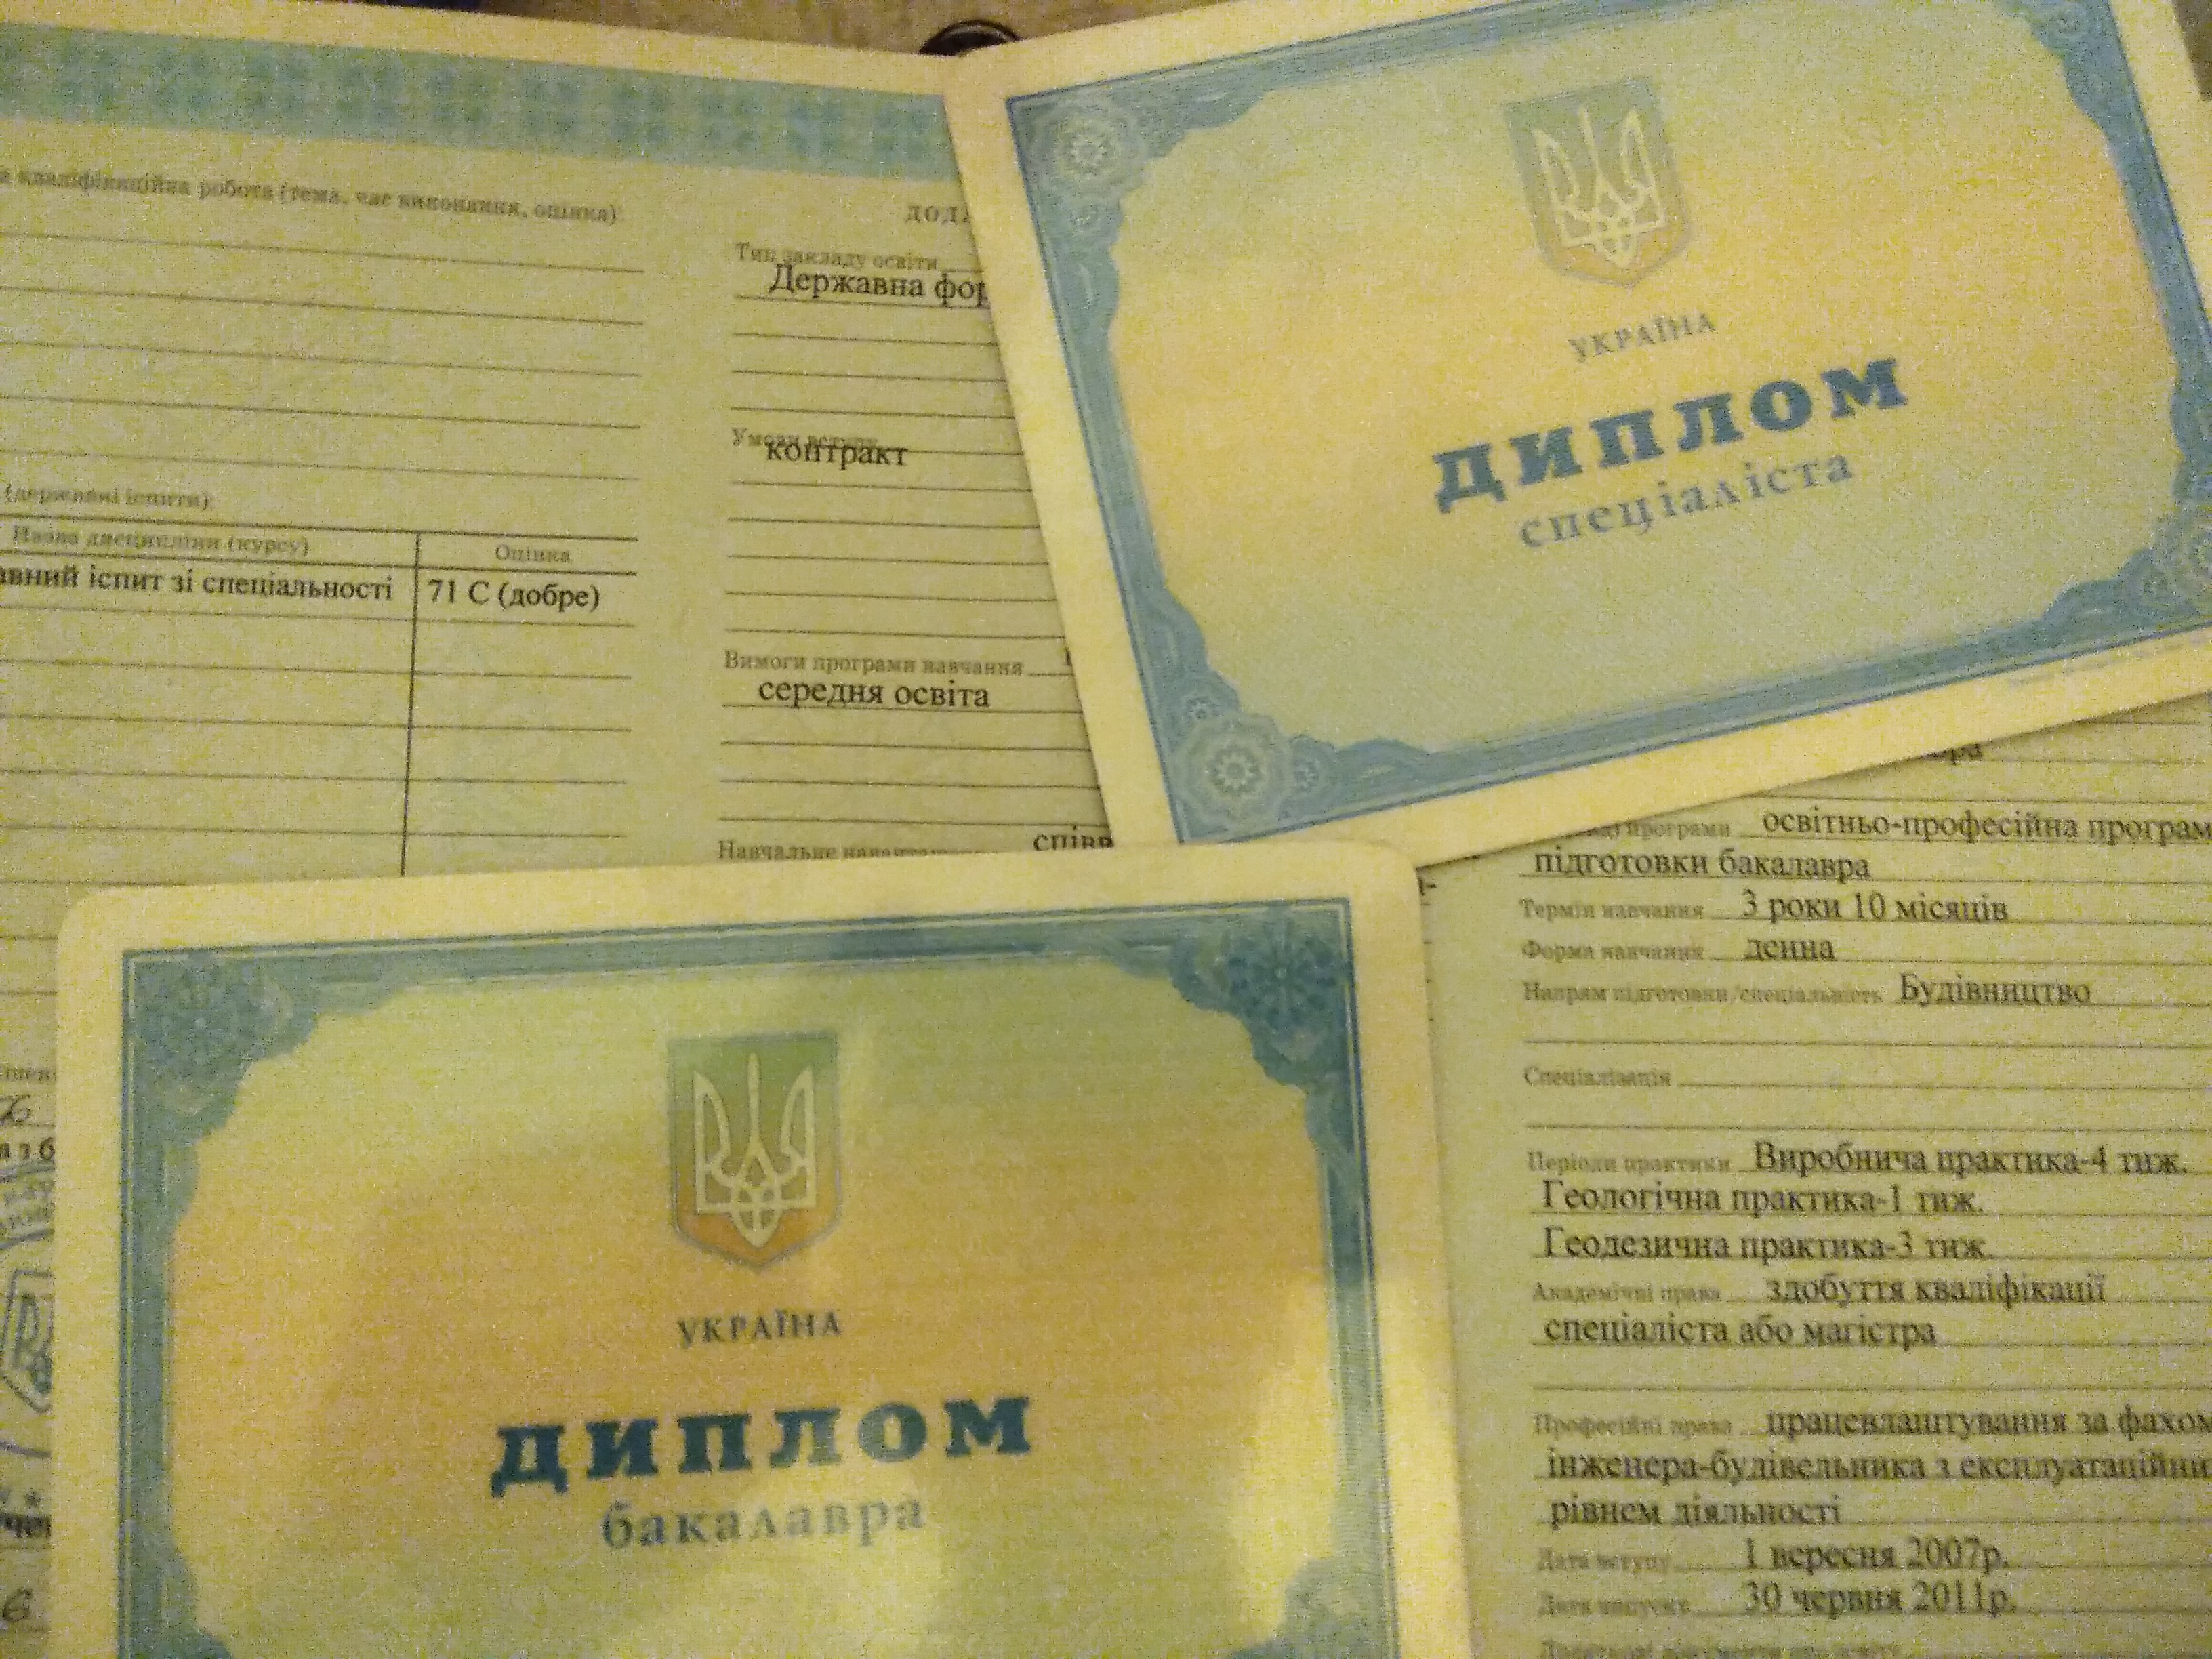 кваліфікаційна робота (тема, час виконання, оцінка)
(державні іспити)
Назва дисципліни (курсу) Оцінка
іспит зі спеціальності 71 С (добре)
Тип закладу освіти
Державна
Умови вступу
контракт
Вимоги програми навчання
середня освіта
Навчальне
УКРАЇНА
ДИПЛОМ
спеціаліста
УКРАЇНА
ДИПЛОМ
бакалавра
програми освітньо-професійна програм
підготовки бакалавра
Термін навчання 3 роки 10 місяців
Форма навчання денна
Напрям підготовки/спеціальність Будівництво
Спеціалізація
Періоди практики Виробнича практика-4 тиж.
Геологічна практика-1 тиж.
Геодезична практика-3 тиж.
Академічні права здобуття кваліфікації
спеціаліста або магістра
Професійні права працевлаштування за фахом
інженера-будівельника з експлуатаційни
рівнем діяльності
Дата вступу 1 вересня 2007р.
Дата випуску 30 червня 2011р.